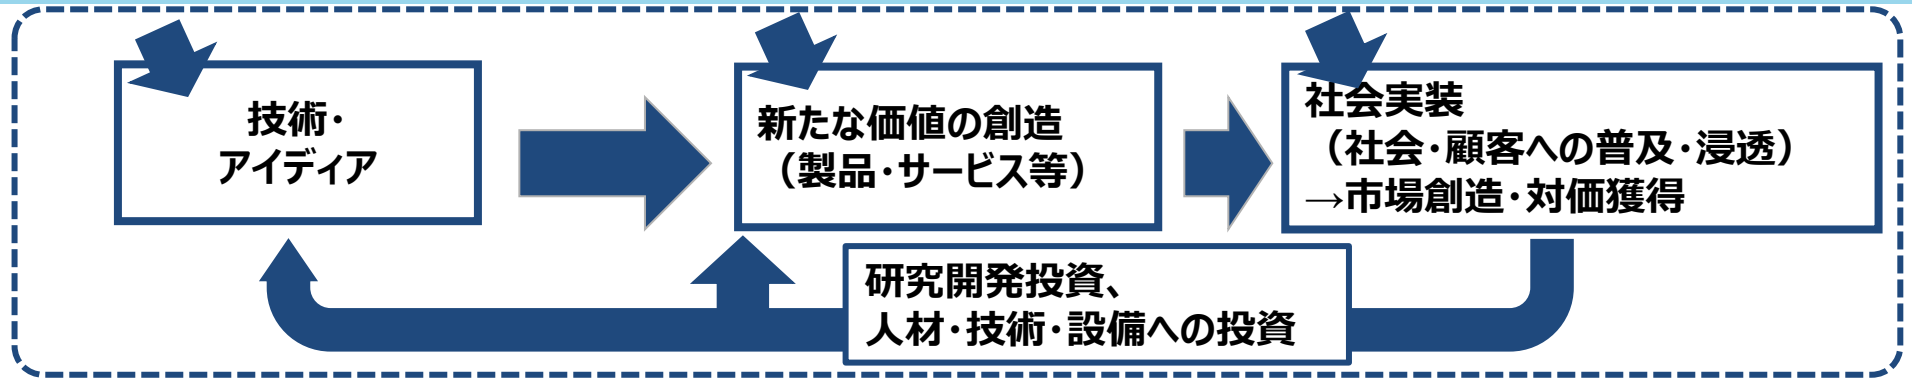 技術・
アイディア
新たな価値の創造
（製品・サービス等）
社会実装
（社会・顧客への普及・浸透）
→市場創造・対価獲得
研究開発投資、
人材・技術・設備への投資